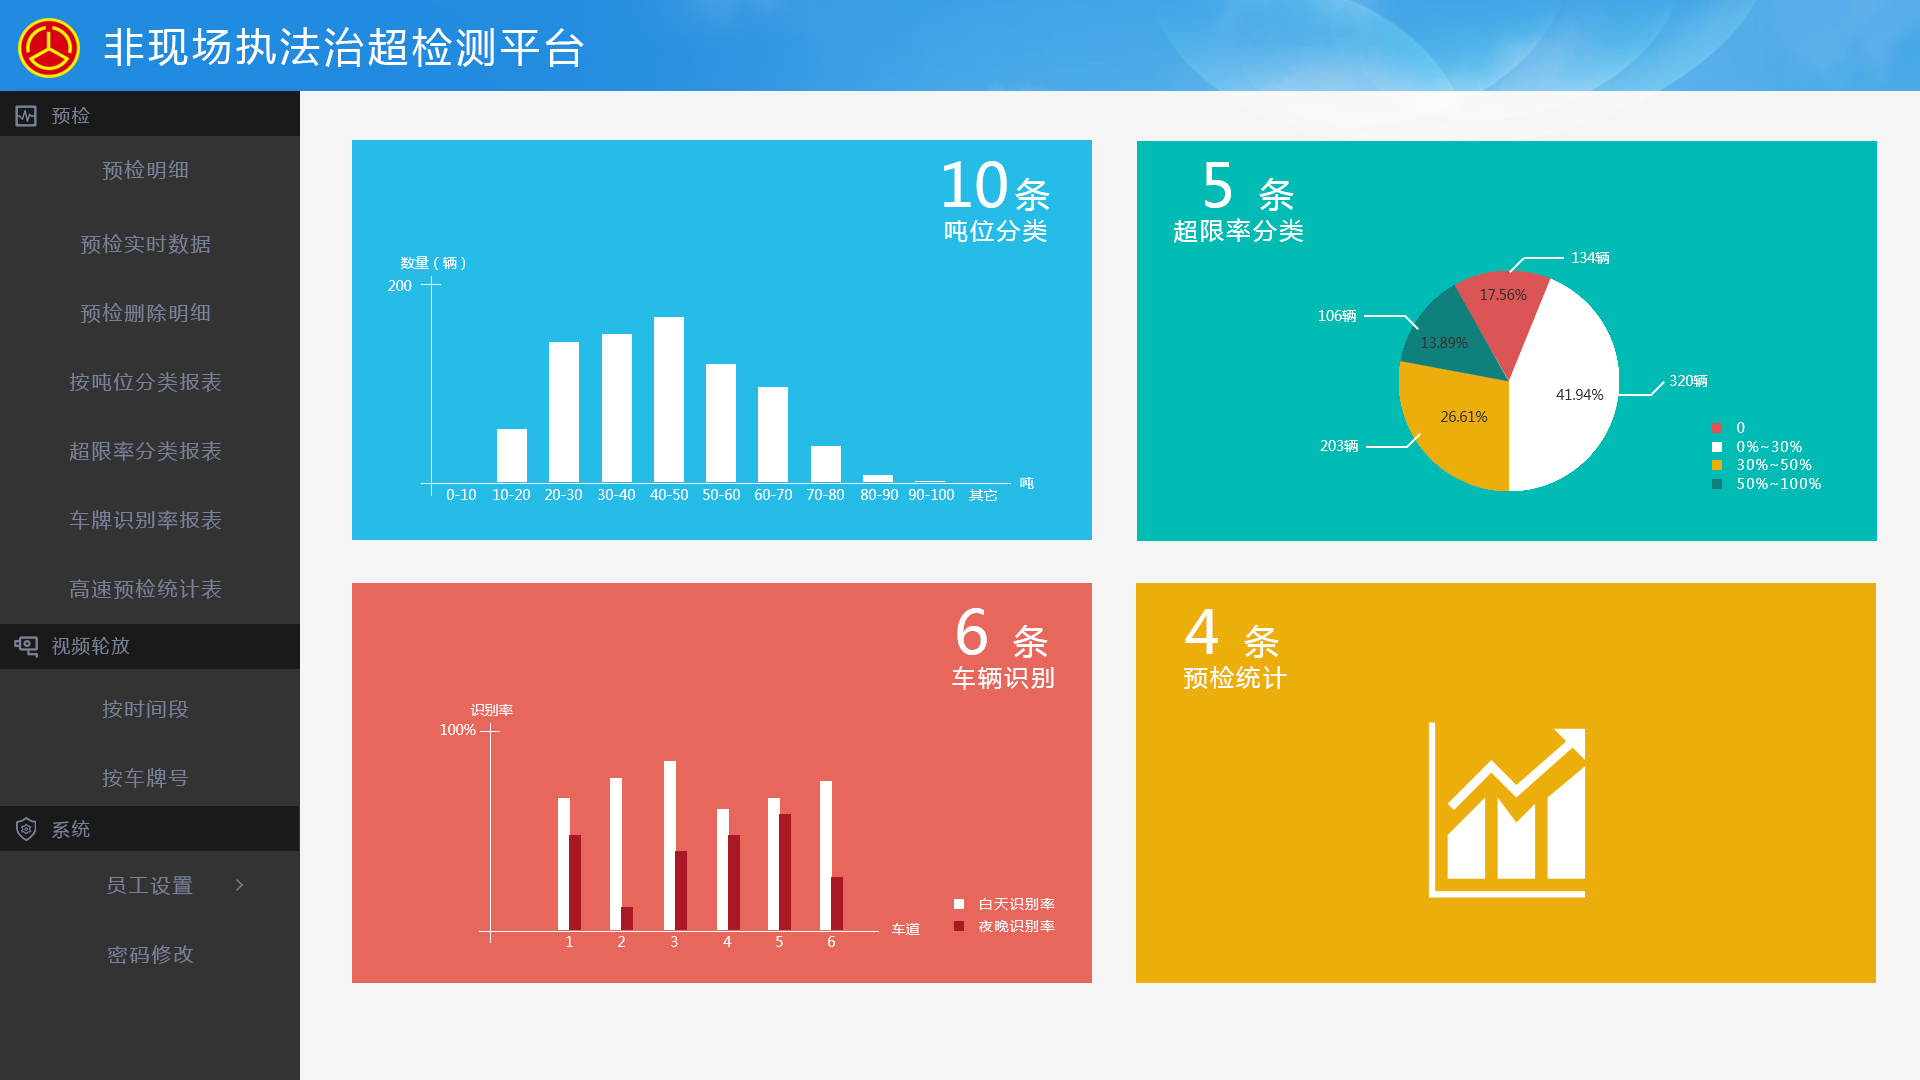 非现场执法治超检测平台
预检
预检明细
预检实时数据
预检删除明细
按吨位分类报表
超限率分类报表
车牌识别率报表
高速预检统计表
视频轮放
按时间段
按车牌号
系统
员工设置
密码修改
10条
吨位分类
数量（辆）
200
吨
0-10 10-20 20-30 30-40 40-50 50-60 60-70 70-80 80-90 90-100 其它
5 条
超限率分类
134辆
17.56%
106辆
13.89%
320辆
41.94%
26.61%
203辆
0
0%~30%
30%~50%
50%~100%
6 条
车辆识别
识别率
100%
白天识别率
夜晚识别率
车道
1 2 3 4 5 6
4 条
预检统计